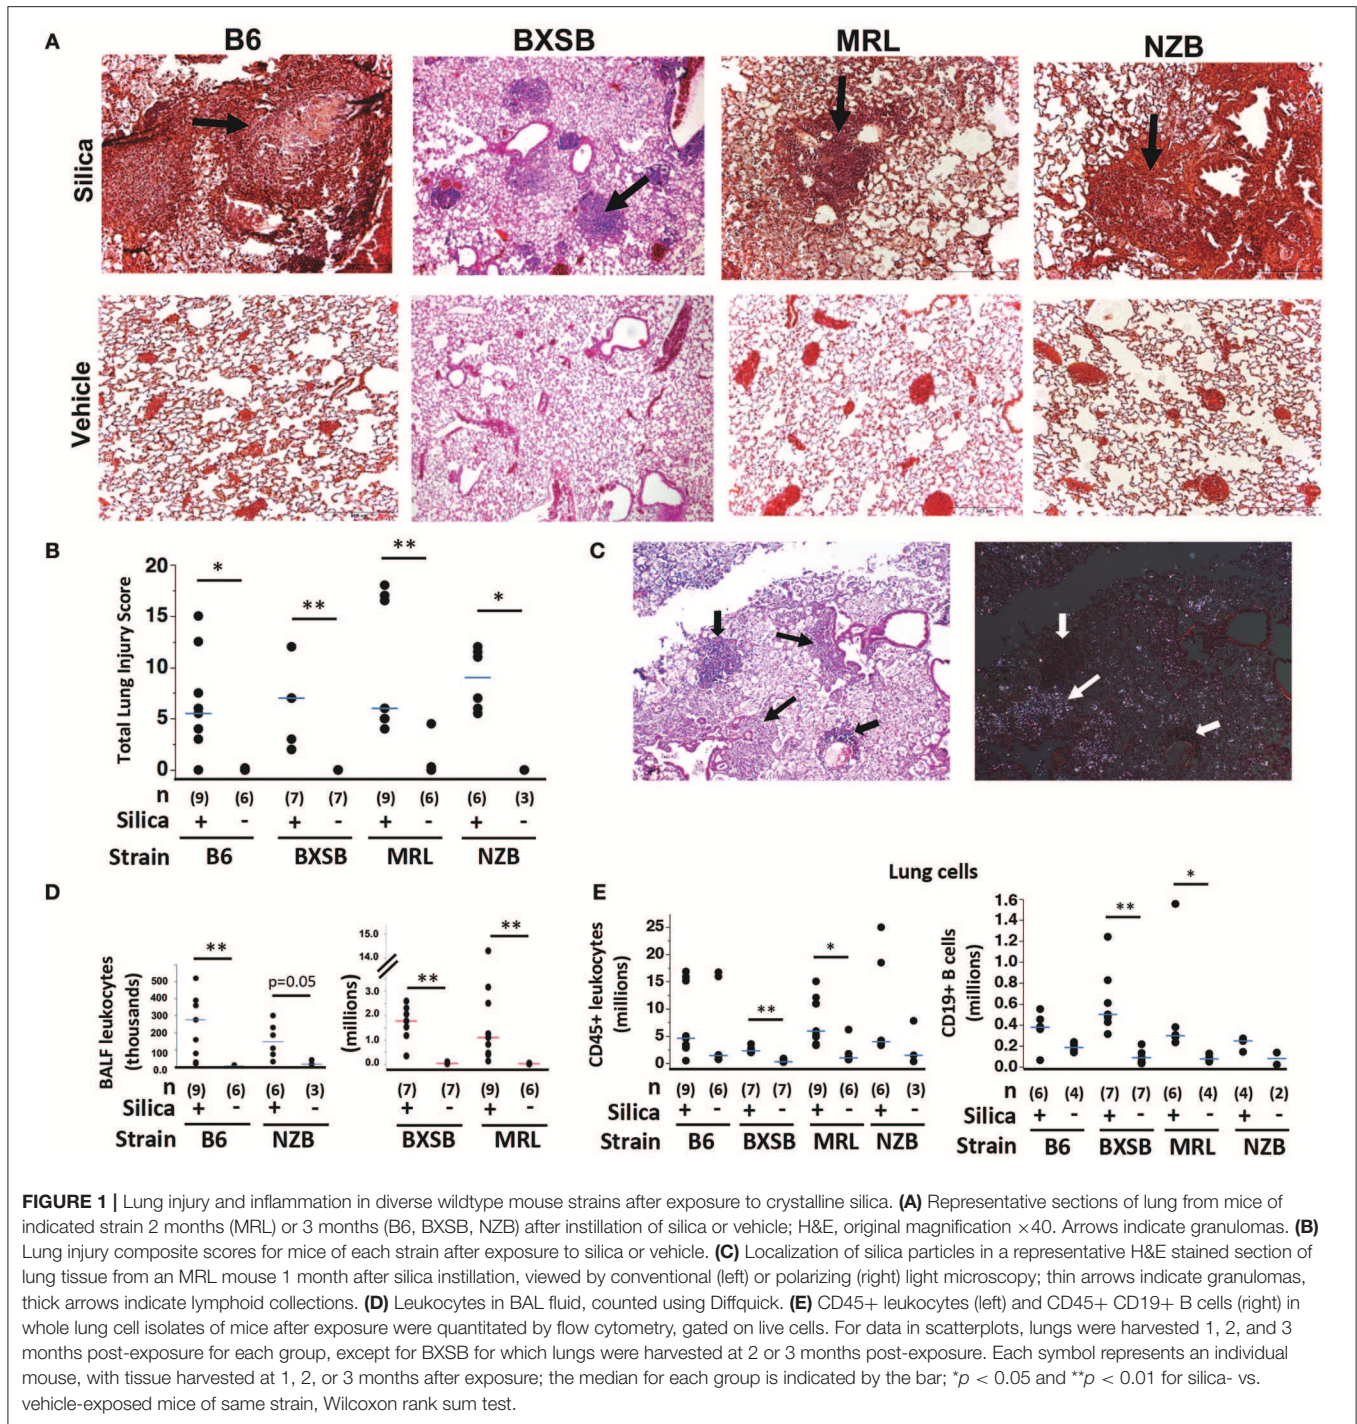 A
B6 BXSB MRL NZB
Silica
Vehicle
B
Total Lung Injury Score
20
15
10
5
0
* ** ** *
n (9) (6) (7) (7) (9) (6) (6) (3)
Silica + - + - + - + -
Strain B6 BXSB MRL NZB
C
D
BALF leukocytes
(thousands)
500
400
300
200
100
0.0
** p=0.05
(millions)
15.0
14.0
3.0
2.0
1.0
0.0
** **
n (9) (6) (6) (3) (7) (7) (9) (6)
Silica + - + - + - + -
Strain B6 NZB BXSB MRL
E
Lung cells
CD45+ leukocytes
(millions)
25
20
15
10
5
0
** *
n (9) (6) (7) (7) (9) (6) (6) (3)
Silica + - + - + - + -
Strain B6 BXSB MRL NZB
CD19+ B cells
(millions)
1.6
1.4
1.2
1.0
0.8
0.6
0.4
0.2
0.0
** *
n (6) (4) (7) (7) (6) (4) (4) (2)
Silica + - + - + - + -
Strain B6 BXSB MRL NZB
FIGURE 1 | Lung injury and inflammation in diverse wildtype mouse strains after exposure to crystalline silica. (A) Representative sections of lung from mice of
indicated strain 2 months (MRL) or 3 months (B6, BXSB, NZB) after instillation of silica or vehicle; H&E, original magnification ×40. Arrows indicate granulomas. (B)
Lung injury composite scores for mice of each strain after exposure to silica or vehicle. (C) Localization of silica particles in a representative H&E stained section of
lung tissue from an MRL mouse 1 month after silica instillation, viewed by conventional (left) or polarizing (right) light microscopy; thin arrows indicate granulomas,
thick arrows indicate lymphoid collections. (D) Leukocytes in BAL fluid, counted using Diffquick. (E) CD45+ leukocytes (left) and CD45+ CD19+ B cells (right) in
whole lung cell isolates of mice after exposure were quantitated by flow cytometry, gated on live cells. For data in scatterplots, lungs were harvested 1, 2, and 3
months post-exposure for each group, except for BXSB for which lungs were harvested at 2 or 3 months post-exposure. Each symbol represents an individual
mouse, with tissue harvested at 1, 2, or 3 months after exposure; the median for each group is indicated by the bar; *p < 0.05 and **p < 0.01 for silica- vs.
vehicle-exposed mice of same strain, Wilcoxon rank sum test.